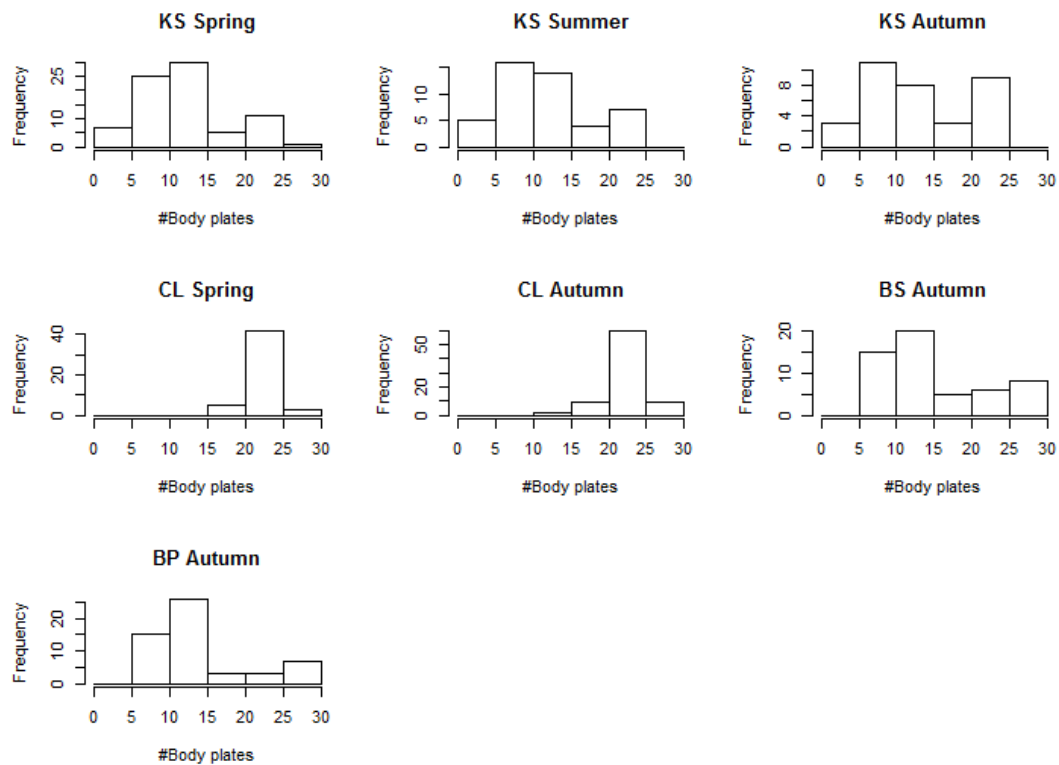 KS Spring
Frequency
0 10 25
0 5 10 15 20 25 30
#Body plates
KS Summer
Frequency
0 5 10
0 5 10 15 20 25 30
#Body plates
KS Autumn
Frequency
0 4 8
0 5 10 15 20 25 30
#Body plates
CL Spring
Frequency
0 20 40
0 5 10 15 20 25 30
#Body plates
CL Autumn
Frequency
0 20 50
0 5 10 15 20 25 30
#Body plates
BS Autumn
Frequency
0 10 20
0 5 10 15 20 25 30
#Body plates
BP Autumn
Frequency
0 10 20
0 5 10 15 20 25 30
#Body plates